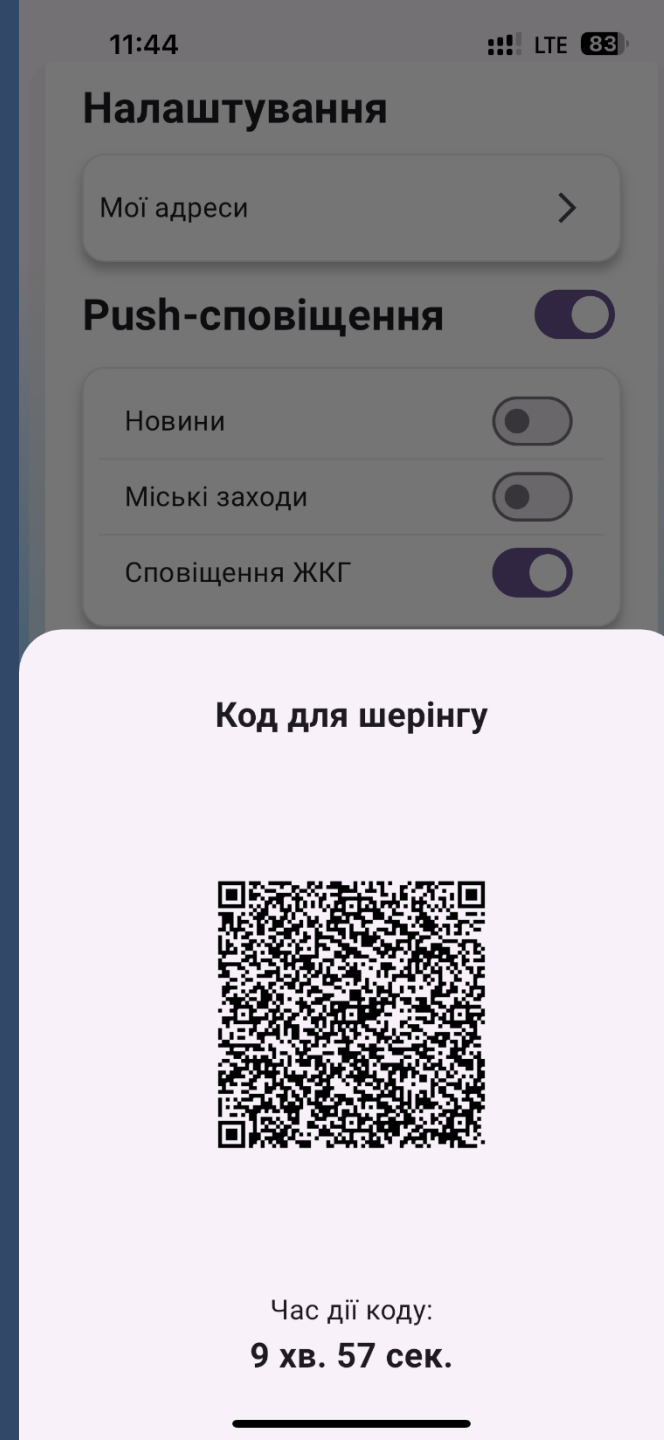 11:44
LTE 83
Налаштування
Мої адреси
Push-сповіщення
Новини
Міські заходи
Сповіщення ЖКГ
Код для шерінгу
Час дії коду:
9 хв. 57 сек.